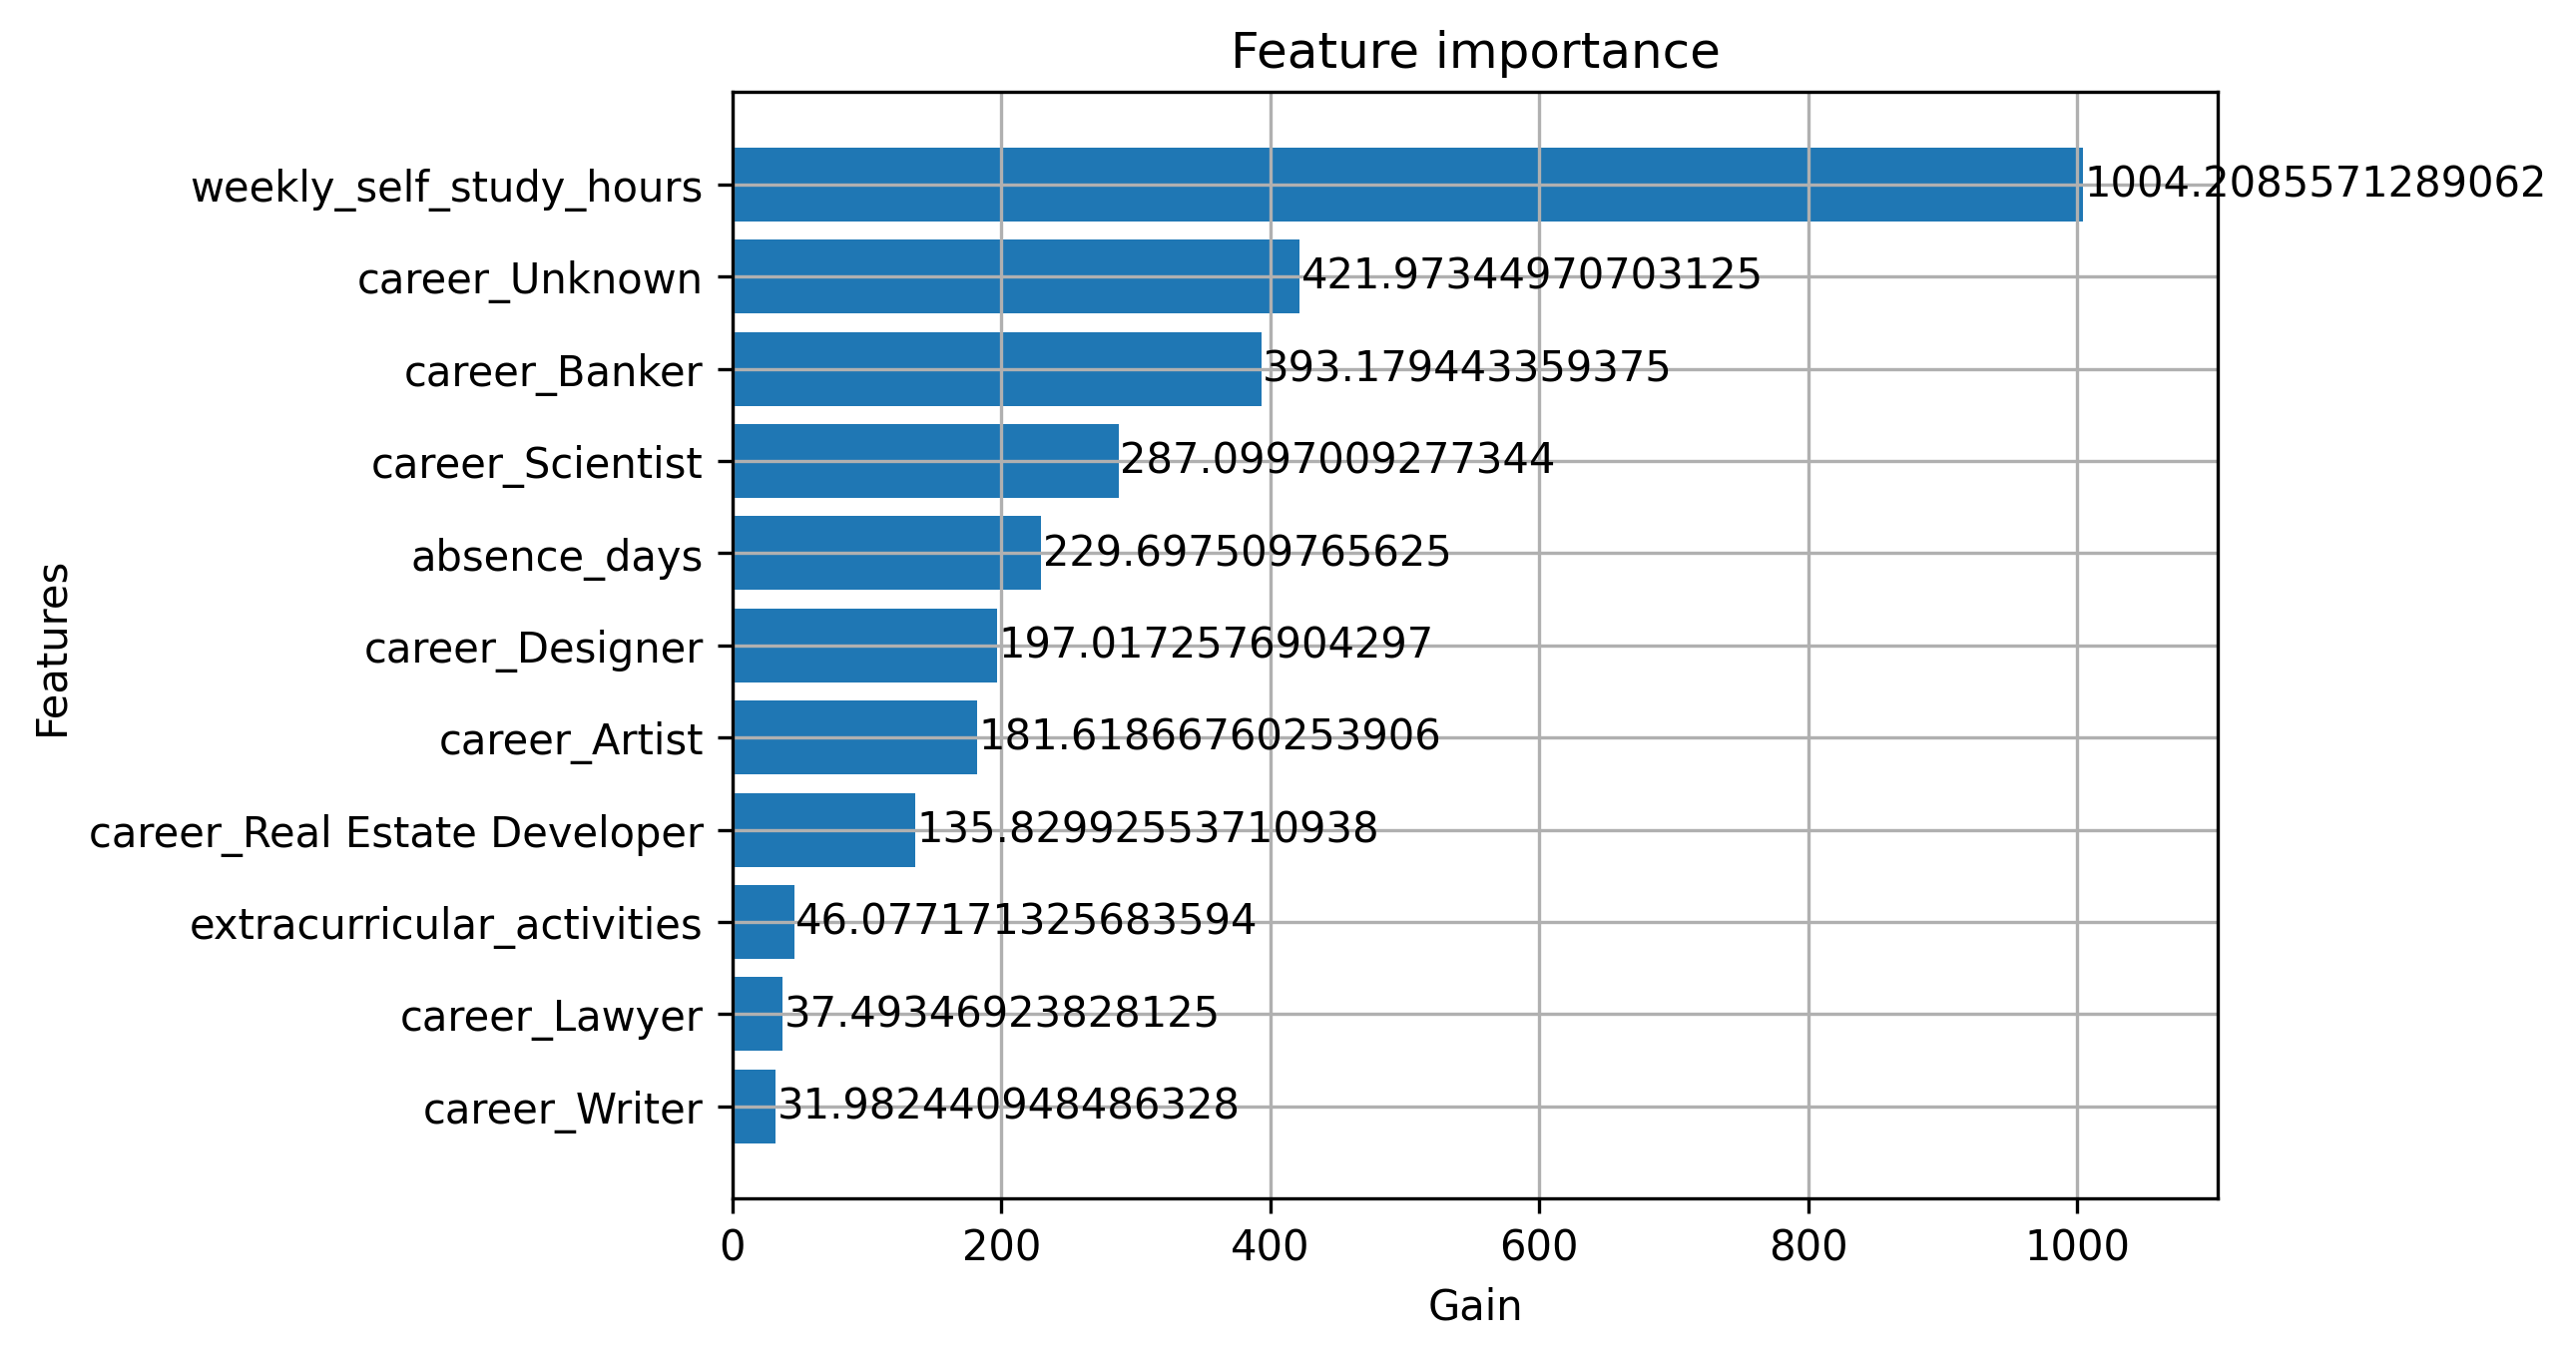 Feature importance
weekly_self_study_hours 1004.2085571289062
career_Unknown 421.97344970703125
career_Banker 393.179443359375
career_Scientist 287.0997009277344
absence_days 229.697509765625
career_Designer 197.0172576904297
career_Artist 181.61866760253906
career_Real Estate Developer 135.82992553710938
extracurricular_activities 46.077171325683594
career_Lawyer 37.49346923828125
career_Writer 31.982440948486328
Features
0 200 400 600 800 1000
Gain